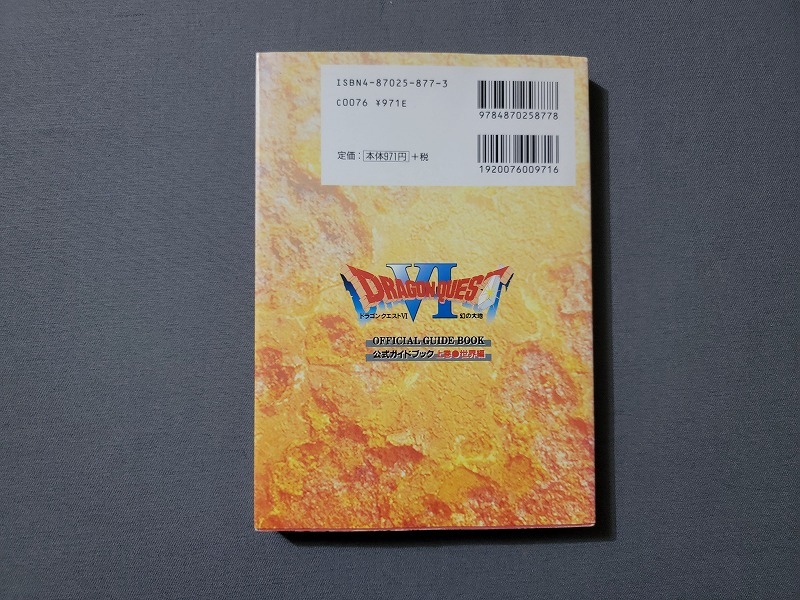 ISBN4-87025-877-3
C0076 ¥971E
9784870258778
定価：本体971円+税
1920076009716
DRAGON QUEST
VI
ドラゴンクエストVI 幻の大地
OFFICIAL GUIDE BOOK
公式ガイドブック 上巻●世界編